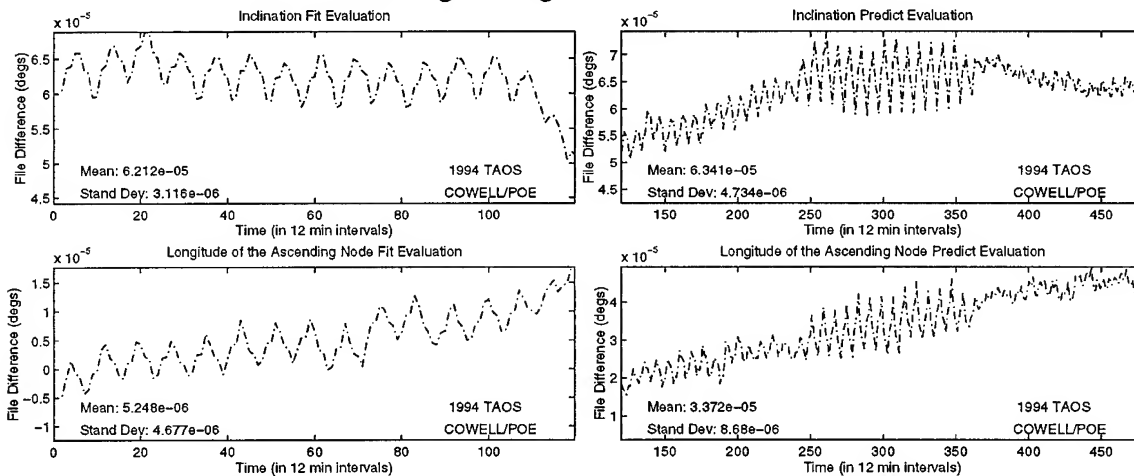 Inclination Fit Evaluation
x 10⁻⁵
File Difference (degs)
6.5
6
5.5
5
4.5
Mean: 6.212e-05
Stand Dev: 3.116e-06
1994 TAOS
COWELL/POE
0 20 40 60 80 100
Time (in 12 min intervals)
Inclination Predict Evaluation
x 10⁻⁵
File Difference (degs)
7
6.5
6
5.5
5
4.5
Mean: 6.341e-05
Stand Dev: 4.734e-06
1994 TAOS
COWELL/POE
150 200 250 300 350 400 450
Time (in 12 min intervals)
Longitude of the Ascending Node Fit Evaluation
x 10⁻⁵
File Difference (degs)
1.5
1
0.5
0
-0.5
-1
Mean: 5.248e-06
Stand Dev: 4.677e-06
1994 TAOS
COWELL/POE
0 20 40 60 80 100
Time (in 12 min intervals)
Longitude of the Ascending Node Predict Evaluation
x 10⁻⁵
File Difference (degs)
4
3
2
1
Mean: 3.372e-05
Stand Dev: 8.68e-06
1994 TAOS
COWELL/POE
150 200 250 300 350 400 450
Time (in 12 min intervals)